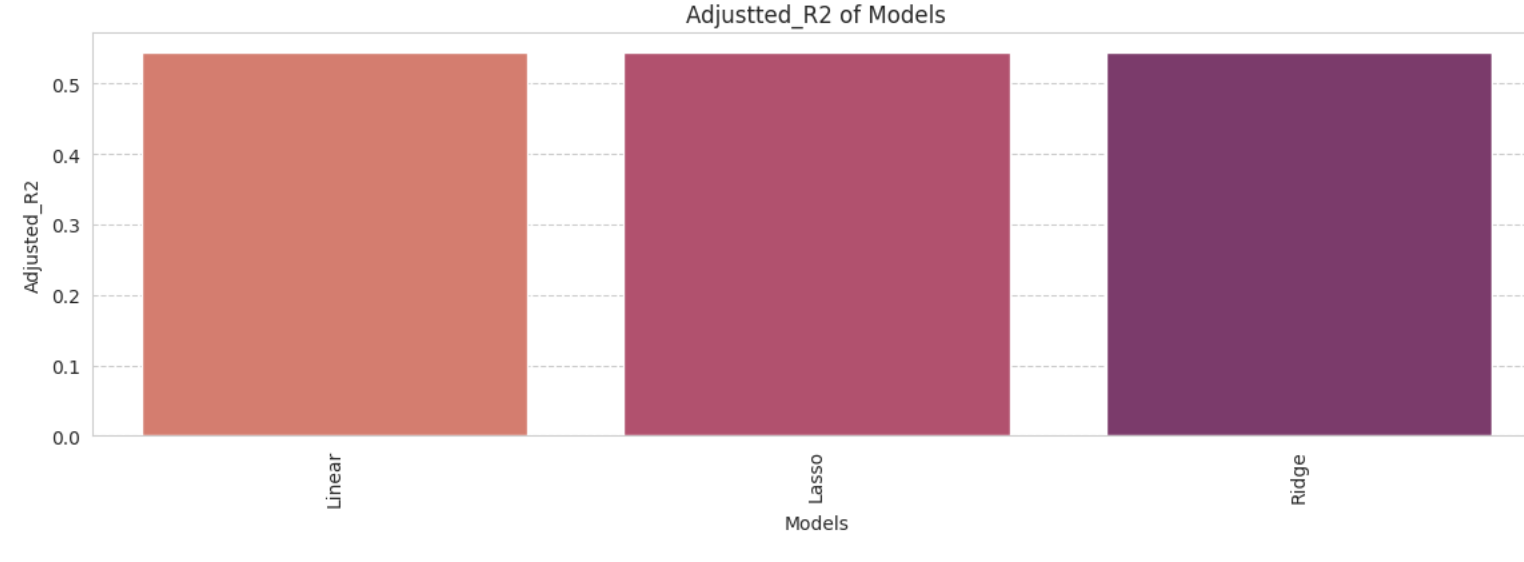 Adjustted_R2 of Models
Adjusted_R2
0.5
0.4
0.3
0.2
0.1
0.0
Linear
Lasso
Ridge
Models